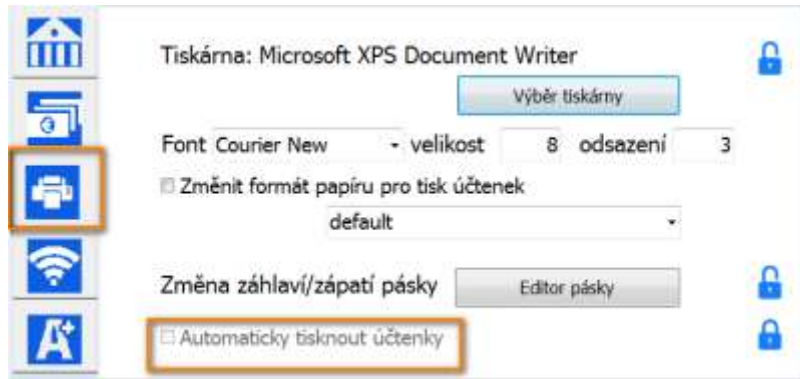 Tiskárna: Microsoft XPS Document Writer
Výběr tiskárny
Font Courier New velikost 8 odsazení 3
Změnit formát papíru pro tisk účtenek
default
Změna záhlaví/zápatí pásky Editor pásky
Automaticky tisknout účtenky
A+